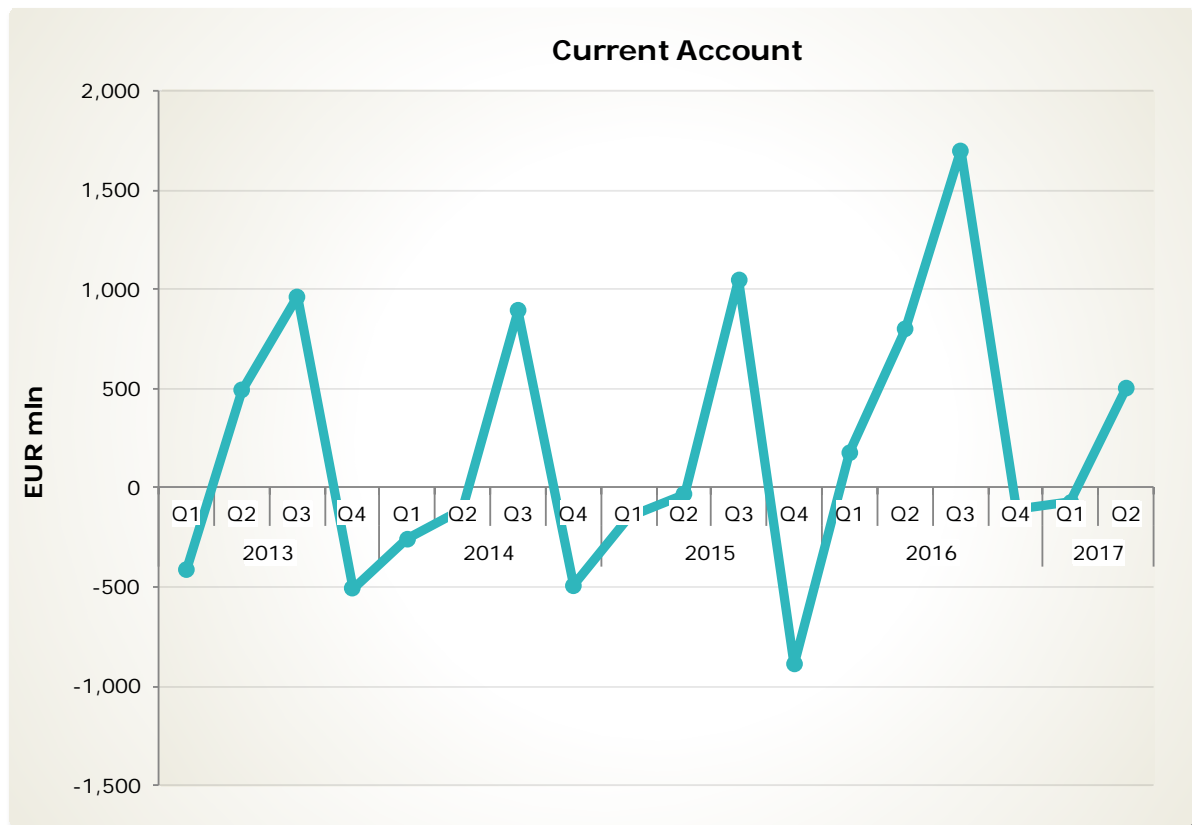 Current Account
EUR mln
2,000
1,500
1,000
500
0
-500
-1,000
-1,500
Q1 Q2 Q3 Q4 Q1 Q2 Q3 Q4 Q1 Q2 Q3 Q4 Q1 Q2 Q3 Q4 Q1 Q2
2013 2014 2015 2016 2017